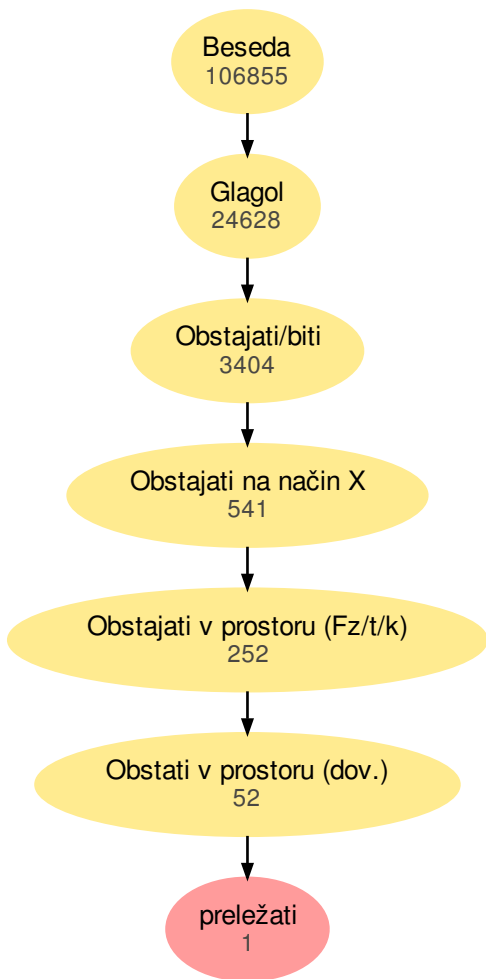 Beseda
106855
Glagol
24628
Obstajati/biti
3404
Obstajati na način X
541
Obstajati v prostoru (Fz/t/k)
252
Obstati v prostoru (dov.)
52
preležati
1